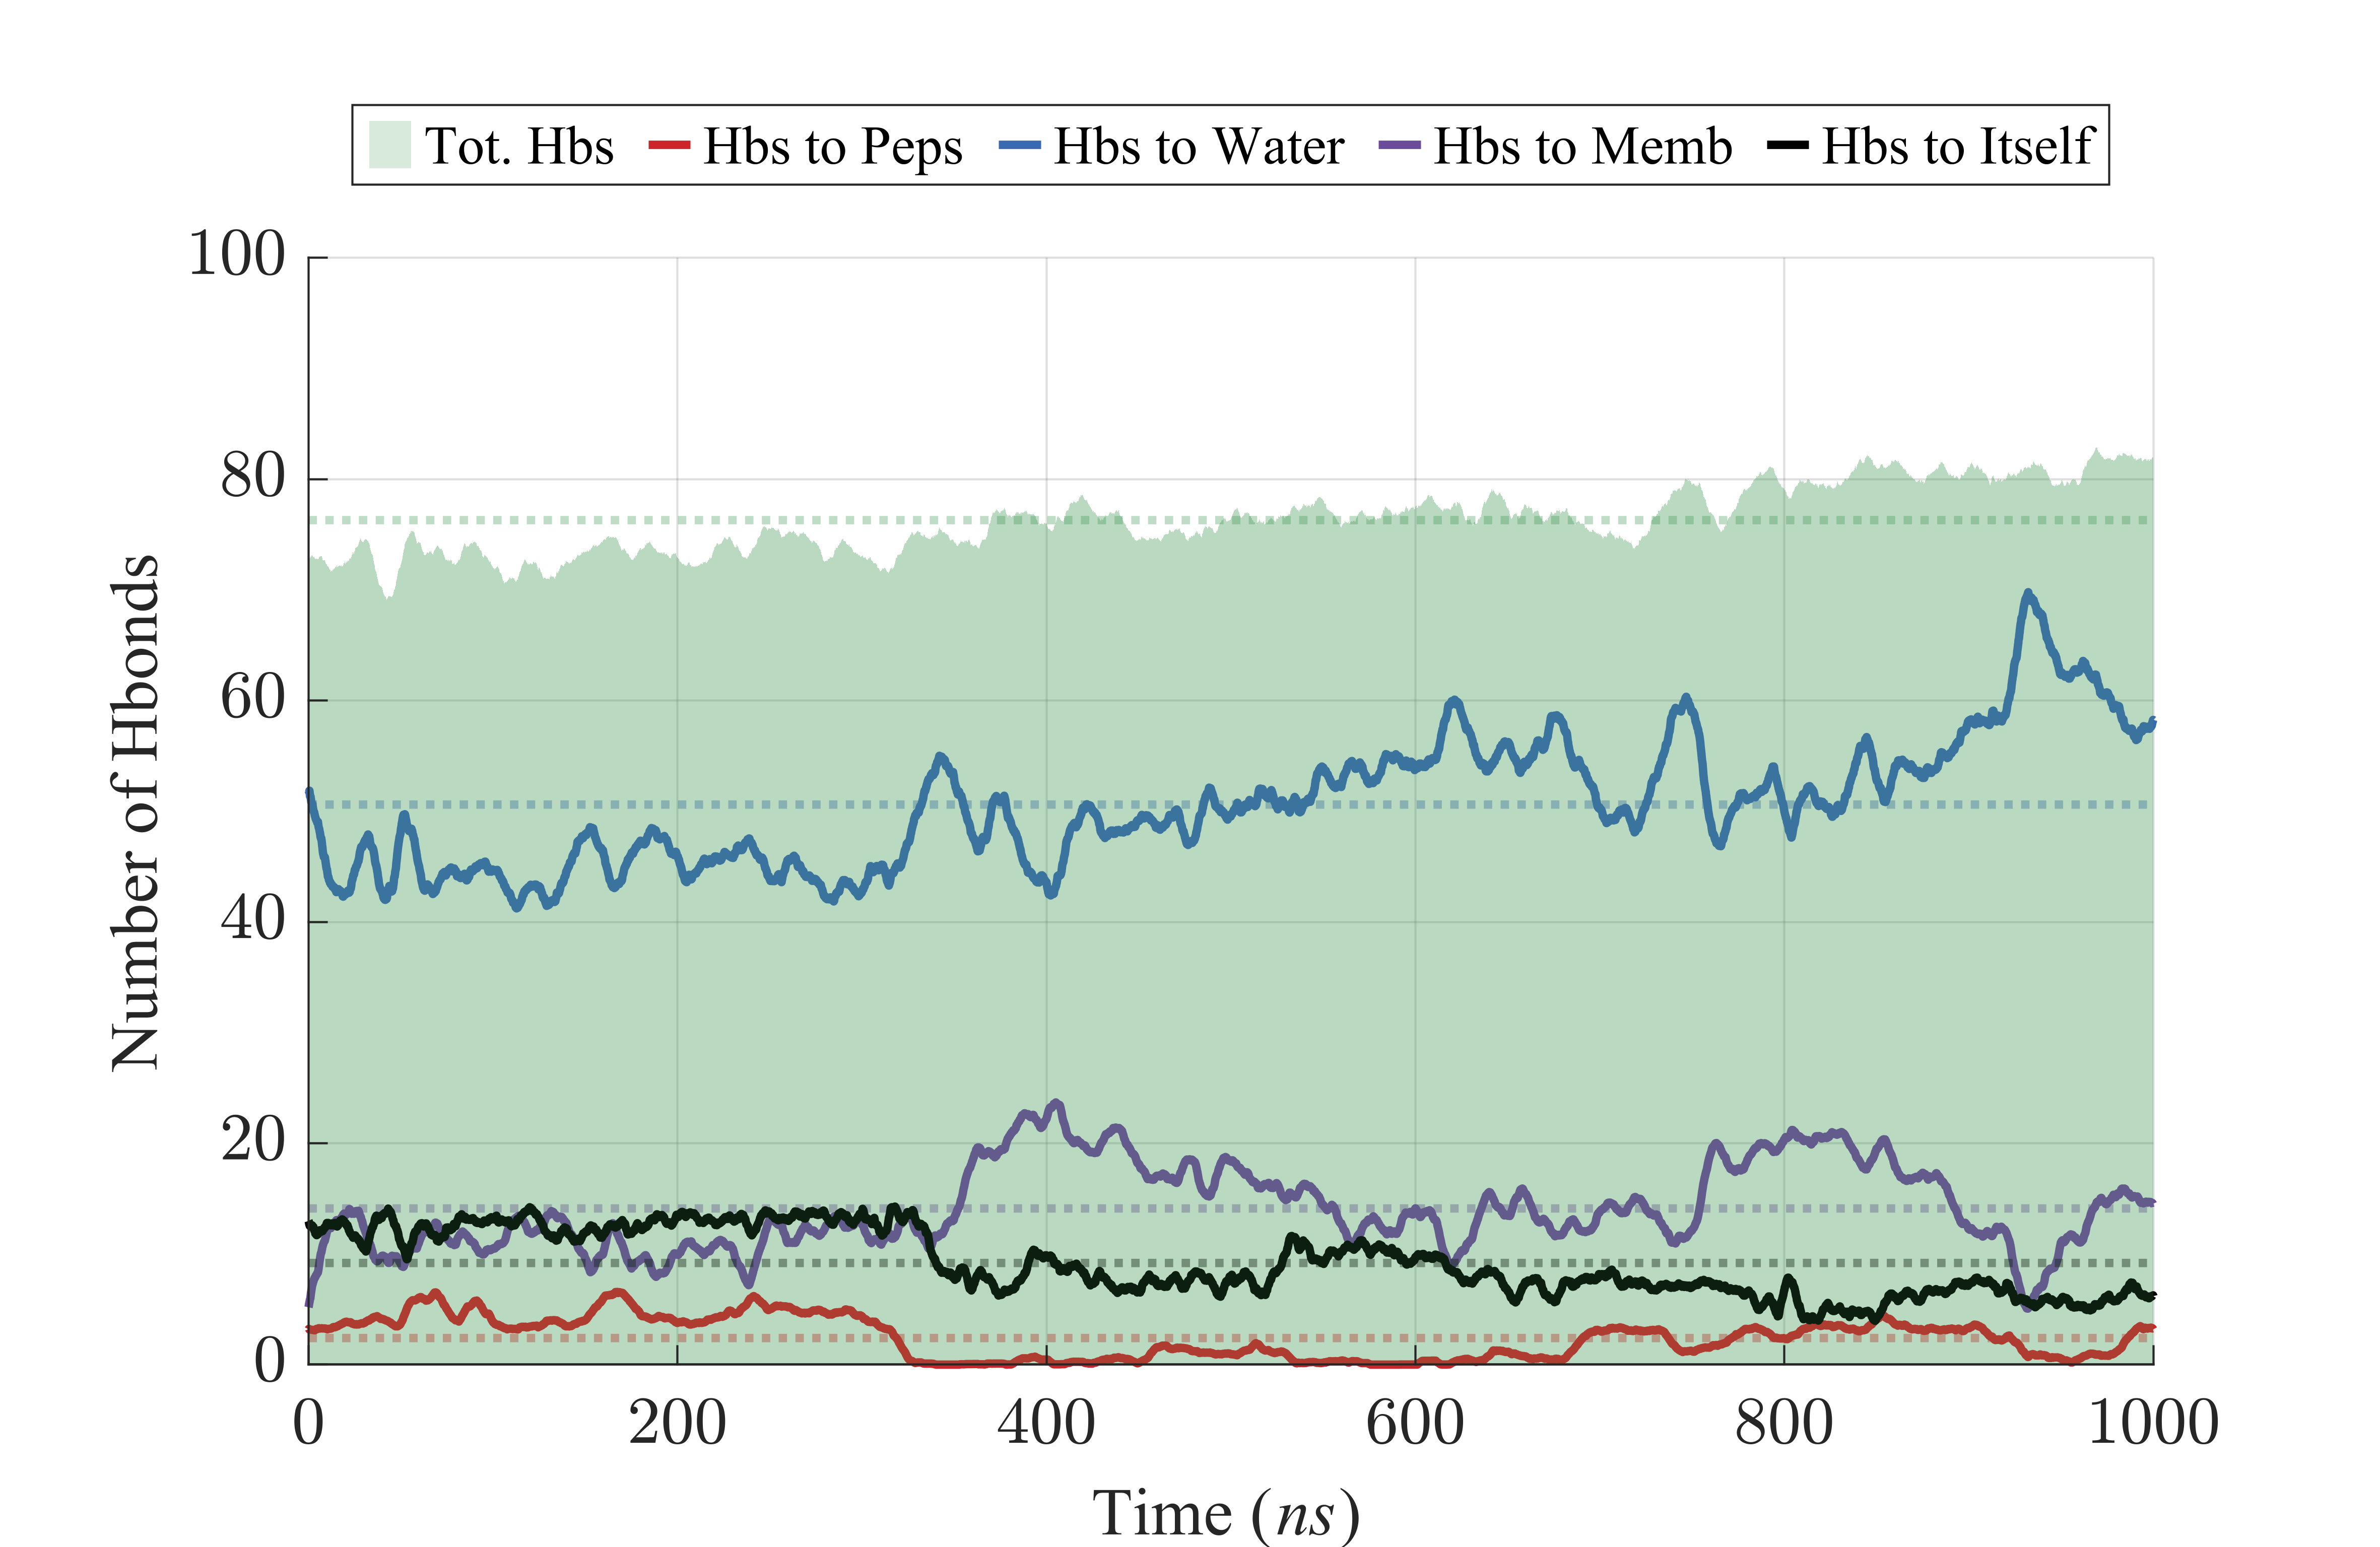 Tot. Hbs Hbs to Peps Hbs to Water Hbs to Memb Hbs to Itself
100
80
60
40
20
0
Number of Hbonds
0 200 400 600 800 1000
Time (ns)